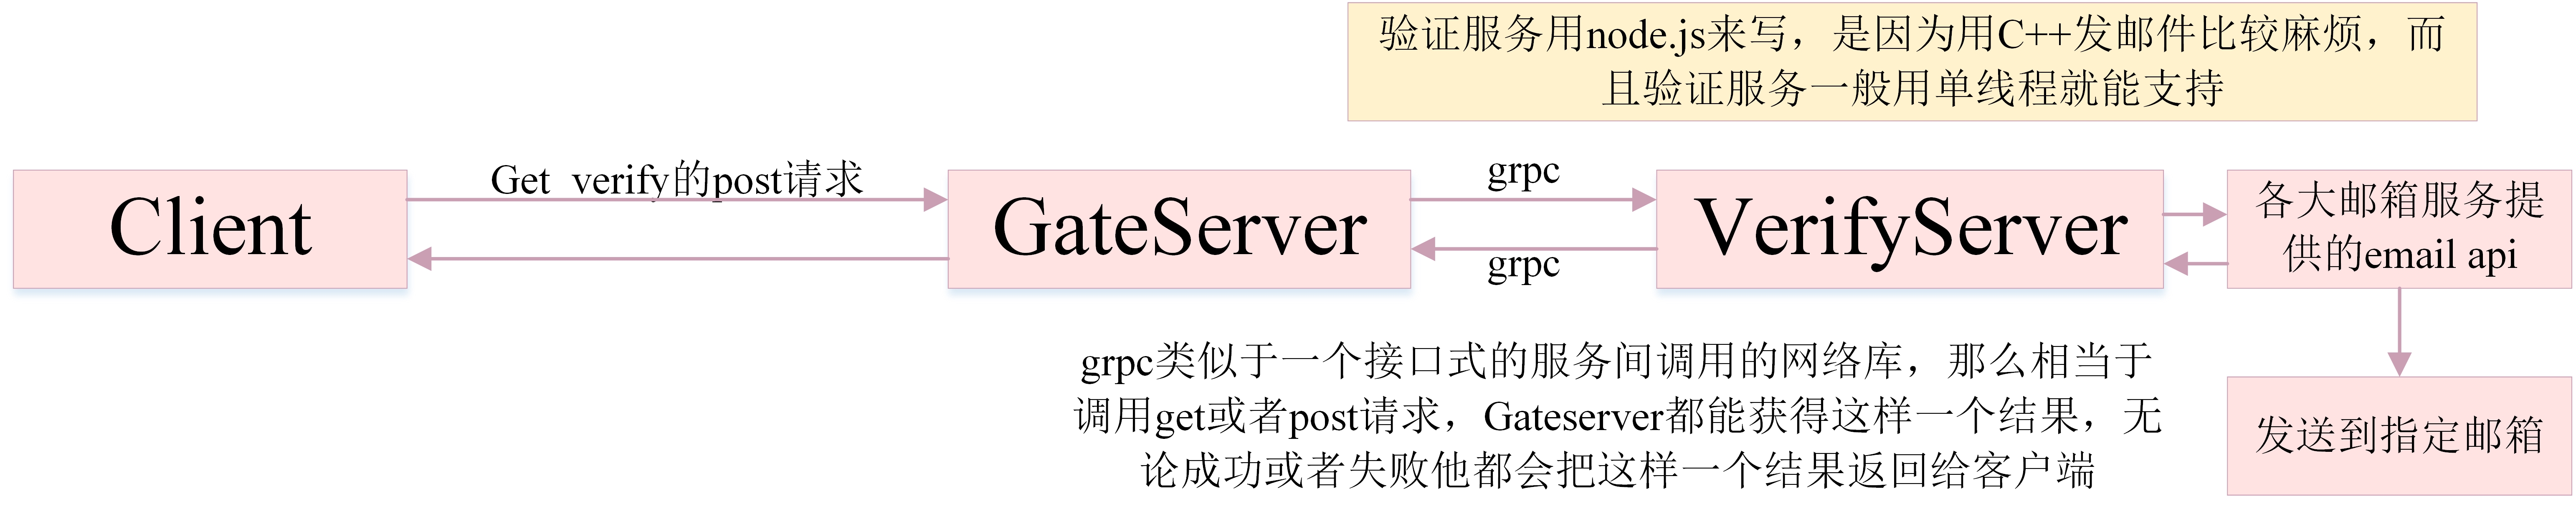 验证服务用node.js来写，是因为用C++发邮件比较麻烦，而
且验证服务一般用单线程就能支持
Client
Get_verify的post请求
GateServer
grpc
grpc
VerifyServer
各大邮箱服务提
供的email api
grpc类似于一个接口式的服务间调用的网络库，那么相当于
调用get或者post请求，Gateserver都能获得这样一个结果，无
论成功或者失败他都会把这样一个结果返回给客户端
发送到指定邮箱